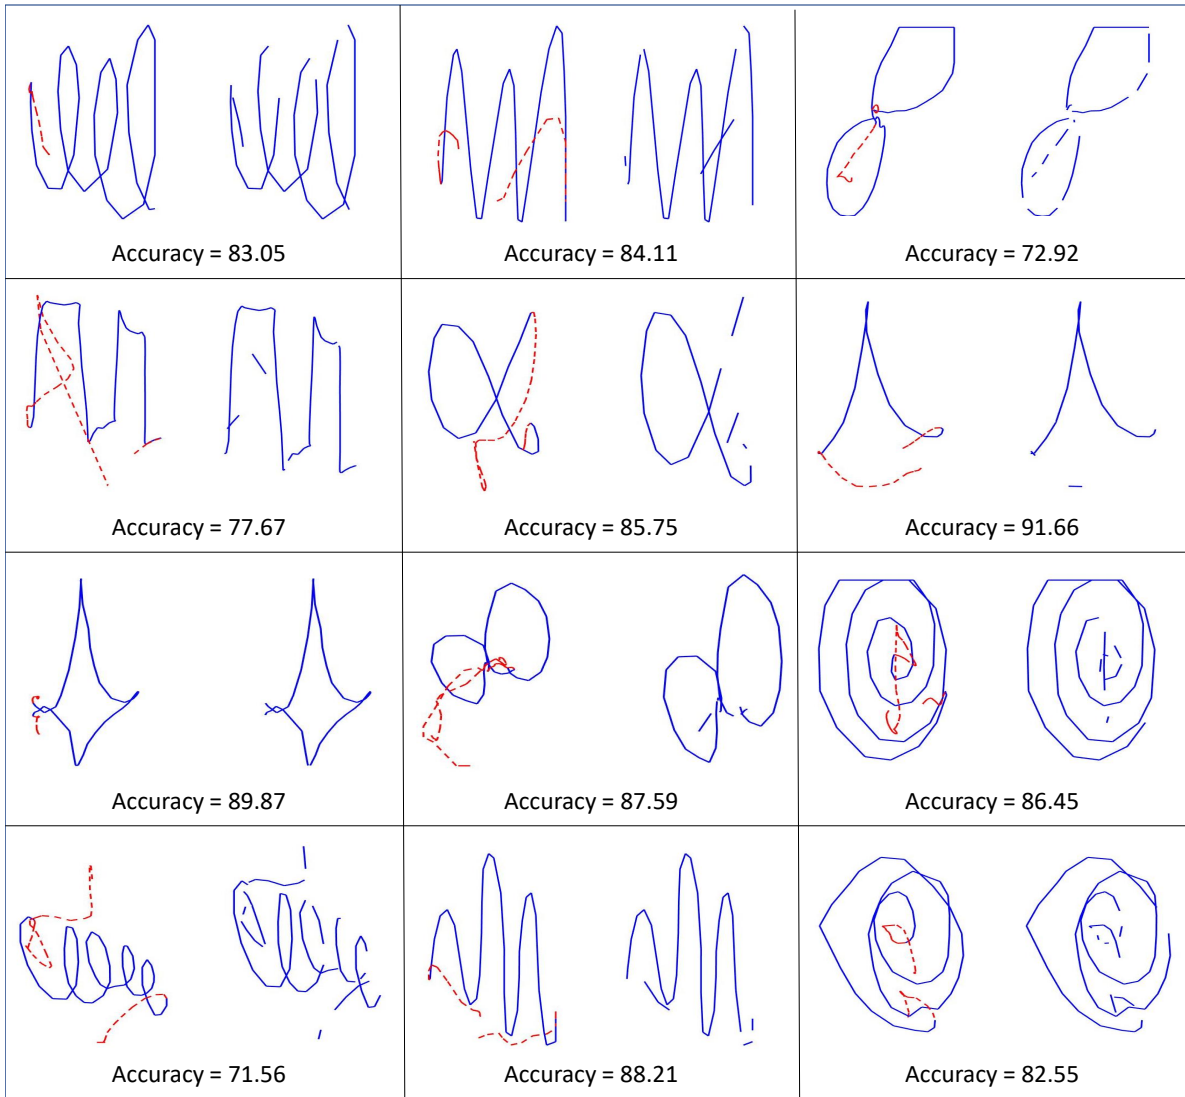 Accuracy = 83.05
Accuracy = 84.11
Accuracy = 72.92
Accuracy = 77.67
Accuracy = 85.75
Accuracy = 91.66
Accuracy = 89.87
Accuracy = 87.59
Accuracy = 86.45
Accuracy = 71.56
Accuracy = 88.21
Accuracy = 82.55